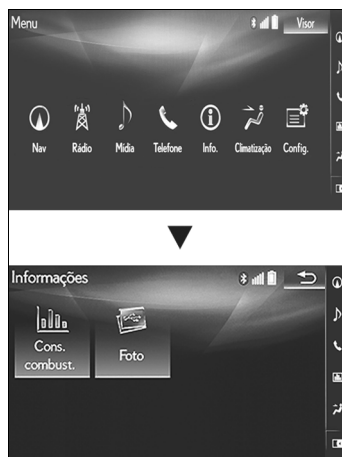 Menu
Visor
Nav
Rádio
Mídia
Telefone
Info.
Climatização
Config.
Informações
Cons.
combust.
Foto